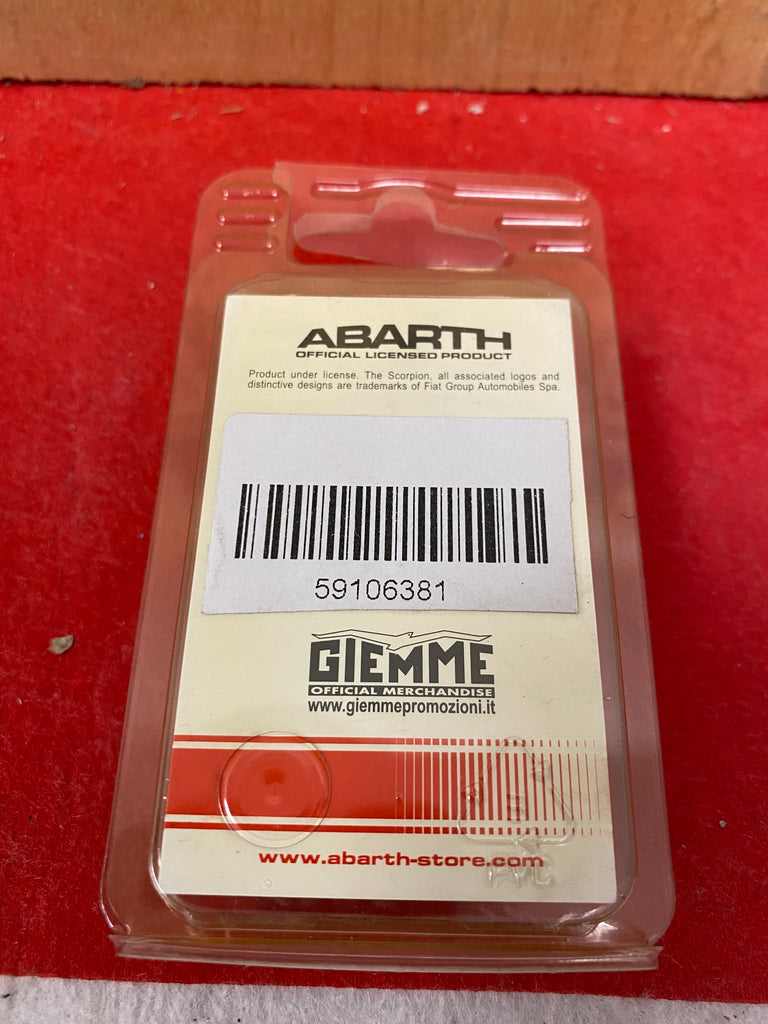 ABARTH
OFFICIAL LICENSED PRODUCT
Product under license. The Scorpion, all associated logos and
distinctive designs are trademarks of Fiat Group Automobiles Spa.
59106381
GIEMME
OFFICIAL MERCHANDISE
www.giemmepromozioni.it
www.abarth-store.com
PVC